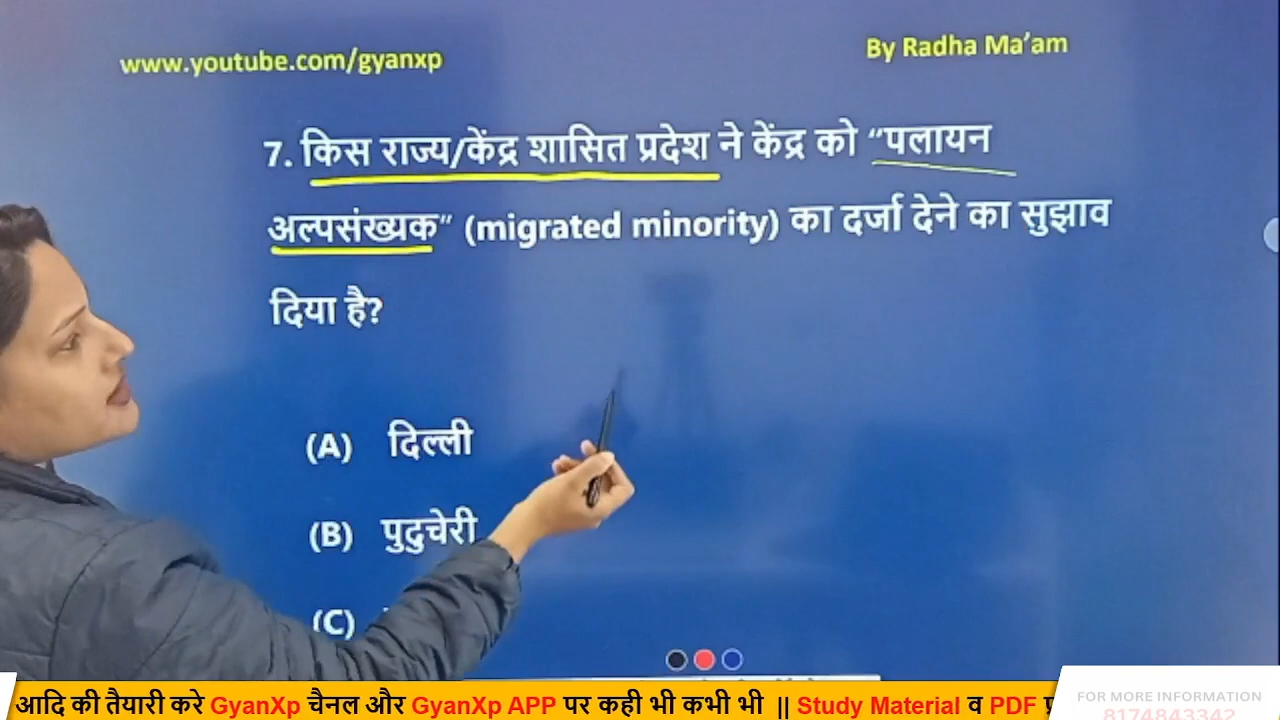 www.youtube.com/gyanxp
By Radha Ma’am
7. किस राज्य/केंद्र शासित प्रदेश ने केंद्र को “पलायन
अल्पसंख्यक“ (migrated minority) का दर्जा देने का सुझाव
दिया है?
(A) दिल्ली
(B) पुदुचेरी
(C)
आदि की तैयारी करे GyanXp चैनल और GyanXp APP पर कही भी कभी भी || Study Material व PDF
FOR MORE INFORMATION
8174843342